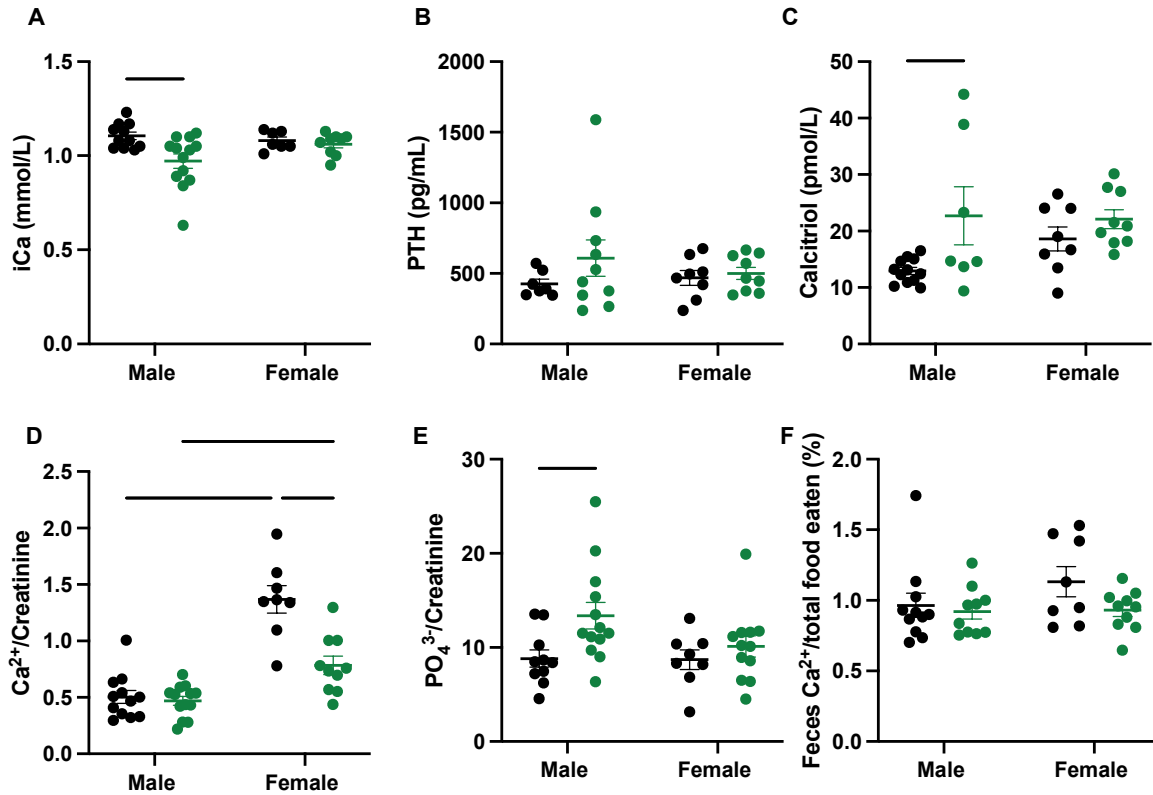 A
iCa (mmol/L)
1.5
1.0
0.5
0.0
Male
Female
B
PTH (pg/mL)
2000
1500
1000
500
0
Male
Female
C
Calcitriol (pmol/L)
50
40
30
20
10
0
Male
Female
D
Ca²⁺/Creatinine
2.5
2.0
1.5
1.0
0.5
0.0
Male
Female
E
PO₄³⁻/Creatinine
30
20
10
0
Male
Female
F
Feces Ca²⁺/total food eaten (%)
2.0
1.5
1.0
0.5
0.0
Male
Female